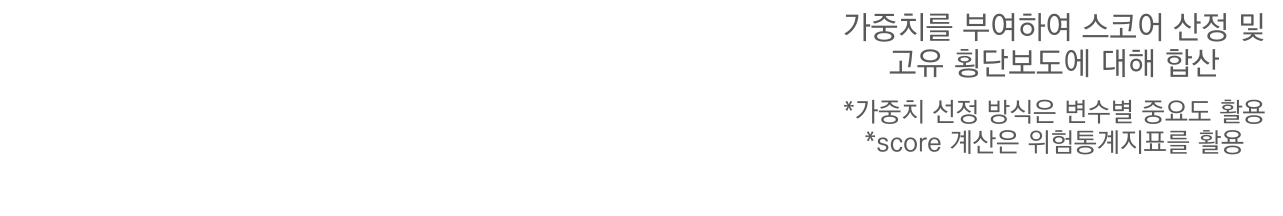 가중치를 부여하여 스코어 산정 및
고유 횡단보도에 대해 합산
*가중치 선정 방식은 변수별 중요도 활용
*score 계산은 위험통계지표를 활용